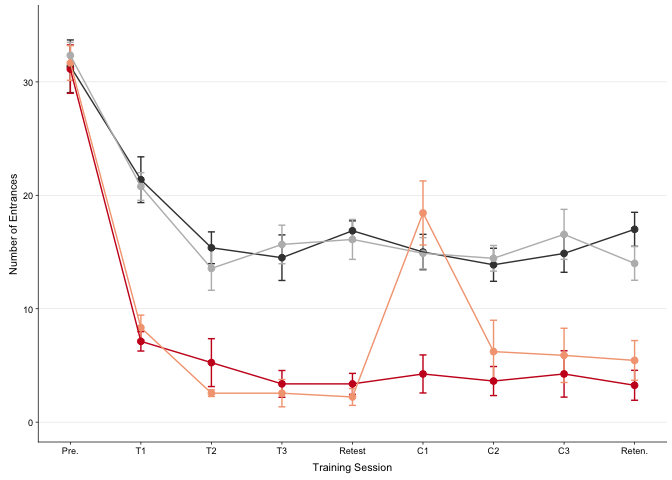 Number of Entrances
30
20
10
0
Pre. T1 T2 T3 Retest C1 C2 C3 Reten.
Training Session